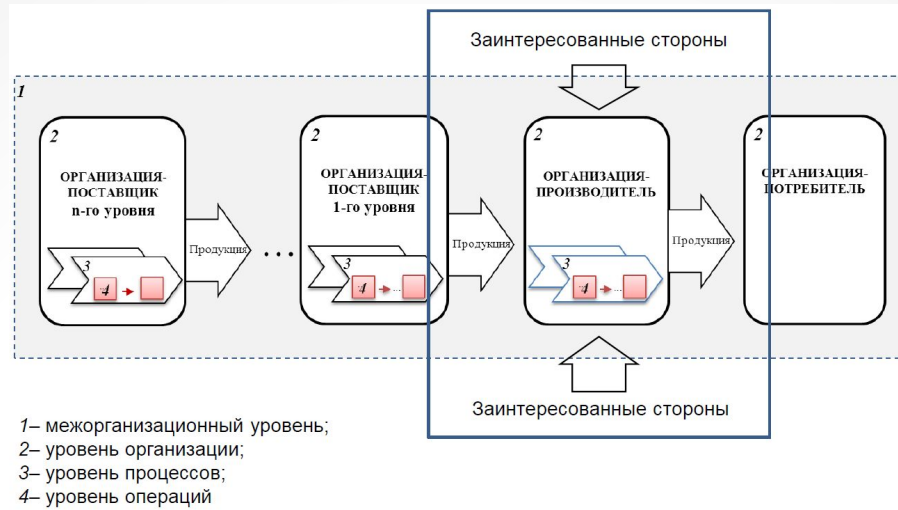 Заинтересованные стороны
1
2
ОРГАНИЗАЦИЯ-
ПОСТАВЩИК
n-го уровня
3
4
Продукция
...
2
ОРГАНИЗАЦИЯ-
ПОСТАВЩИК
1-го уровня
3
4
...
Продукция
2
ОРГАНИЗАЦИЯ-
ПРОИЗВОДИТЕЛЬ
3
4
...
Продукция
2
ОРГАНИЗАЦИЯ-
ПОТРЕБИТЕЛЬ
Заинтересованные стороны
1– межорганизационный уровень;
2– уровень организации;
3– уровень процессов;
4– уровень операций